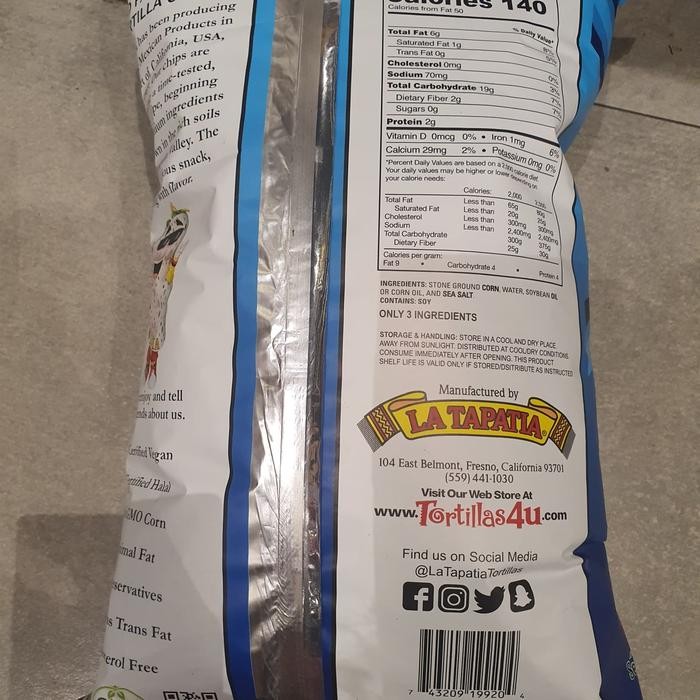 TILLA
has been producing
Mexican Products in
of California, USA,
chips are
time-tested,
beginning
ingredients
in the rich soils
alley. The
ous snack,
with flavor.
enjoy and tell
about us.
Certified Vegan
Certified Halal
GMO Corn
Fat
servatives
Trans Fat
erol Free
Calories 140
Calories from Fat 50
% Daily Value*
Total Fat 6g
Saturated Fat 1g 5%
Trans Fat 0g
Cholesterol 0mg 0%
Sodium 70mg 3%
Total Carbohydrate 19g 7%
Dietary Fiber 2g 7%
Sugars 0g
Protein 2g
Vitamin D 0mcg 0% • Iron 1mg 6%
Calcium 29mg 2% • Potassium 0mg 0%
*Percent Daily Values are based on a 2,000 calorie diet.
Your daily values may be higher or lower depending on
your calorie needs:
Calories: 2,000 2,500
Total Fat Less than 65g 80g
Saturated Fat Less than 20g 25g
Cholesterol Less than 300mg 300mg
Sodium Less than 2,400mg 2,400mg
Total Carbohydrate 300g 375g
Dietary Fiber 25g 30g
Calories per gram:
Fat 9 • Carbohydrate 4 • Protein 4
INGREDIENTS: STONE GROUND CORN, WATER, SOYBEAN OIL
OR CORN OIL, AND SEA SALT
CONTAINS: SOY
ONLY 3 INGREDIENTS
STORAGE & HANDLING: STORE IN A COOL AND DRY PLACE
AWAY FROM SUNLIGHT. DISTRIBUTED AT COOL/DRY CONDITIONS.
CONSUME IMMEDIATELY AFTER OPENING. THIS PRODUCT
SHELF LIFE IS VALID ONLY IF STORED/DSITRIBUTE AS INSTRUCTED
Manufactured by
LA TAPATIA®
104 East Belmont, Fresno, California 93701
(559) 441-1030
Visit Our Web Store At
www.Tortillas4u.com
Find us on Social Media
@LaTapatiaTortillas
7 43209 19920 4